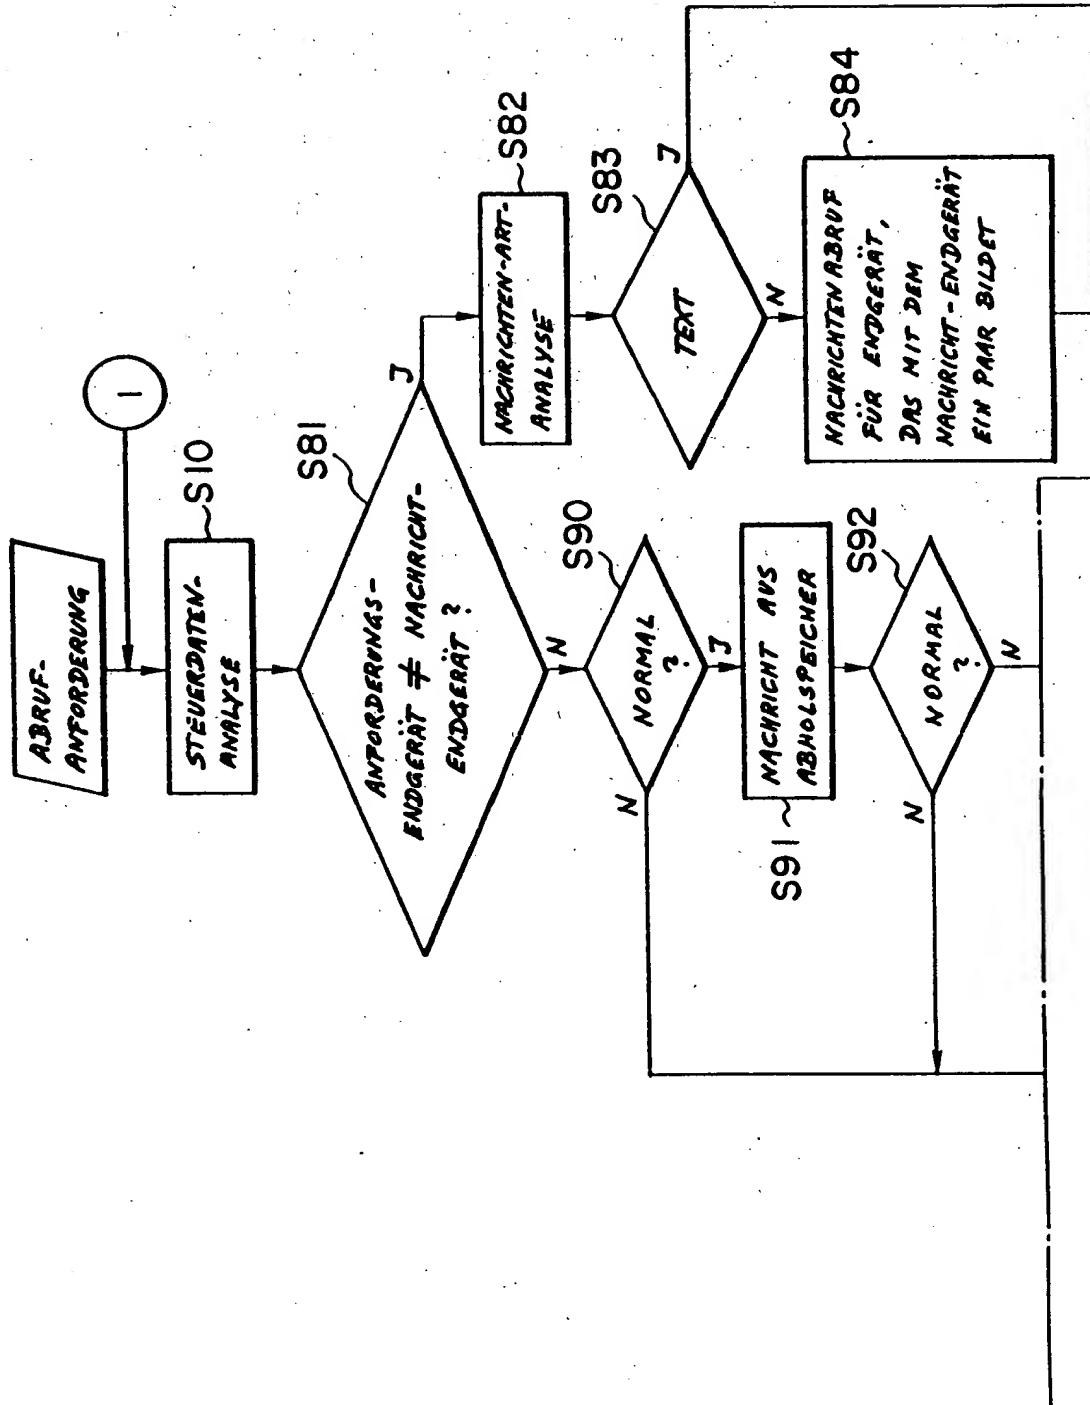 ABRUF-
ANFORDERUNG
1
STEUERDATEN-
ANALYSE
S10
ANFORDERUNGS-
ENDGERÄT ≠ NACHRICHT-
ENDGERÄT ?
S81
J
N
NACHRICHTEN-ART-
ANALYSE
S82
TEXT
S83
J
N
NACHRICHTENABRUF
FÜR ENDGERÄT,
DAS MIT DEM
NACHRICHT-ENDGERÄT
EIN PAAR BILDET
S84
NORMAL
?
S90
N
J
NACHRICHT AUS
ABHOLSPEICHER
S91
NORMAL
?
S92
N
N